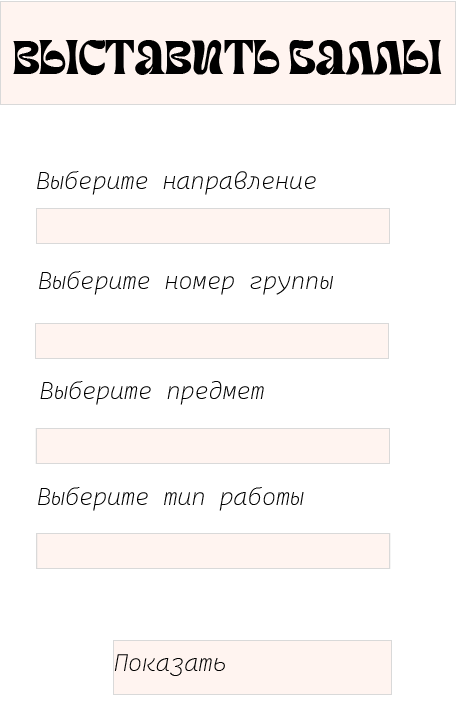 ВЫСТАВИТЬ БАЛЛЫ
Выберите направление
Выберите номер группы
Выберите предмет
Выберите тип работы
Показать